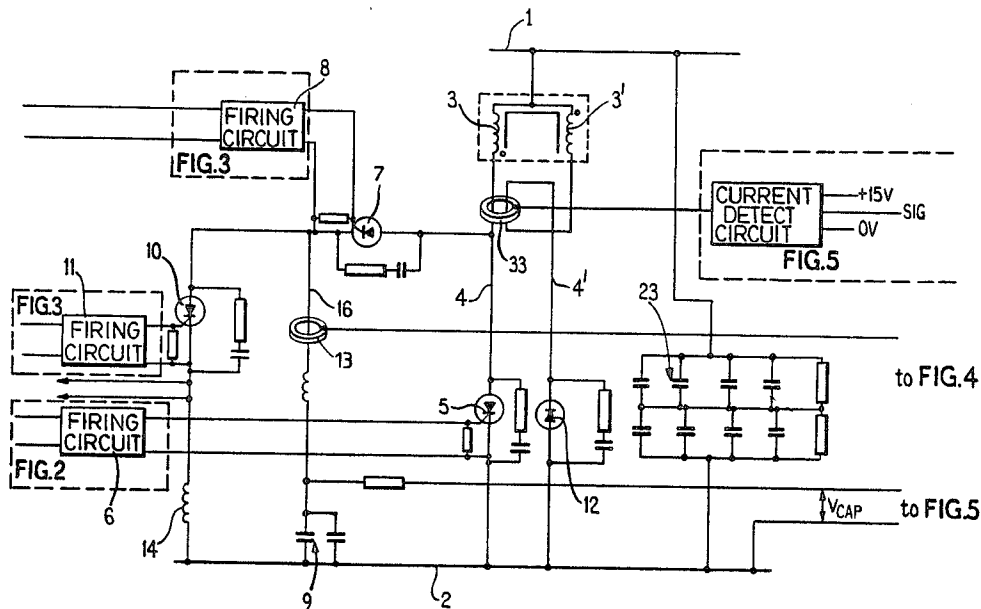 1
8
FIRING
CIRCUIT
FIG.3
3
3'
7
33
CURRENT
DETECT
CIRCUIT
+15V
SIG
0V
FIG.5
10
11
FIG.3
FIRING
CIRCUIT
16
13
4
4'
23
to FIG.4
5
12
FIRING
CIRCUIT
FIG.2
6
14
9
2
VCAP
to FIG.5